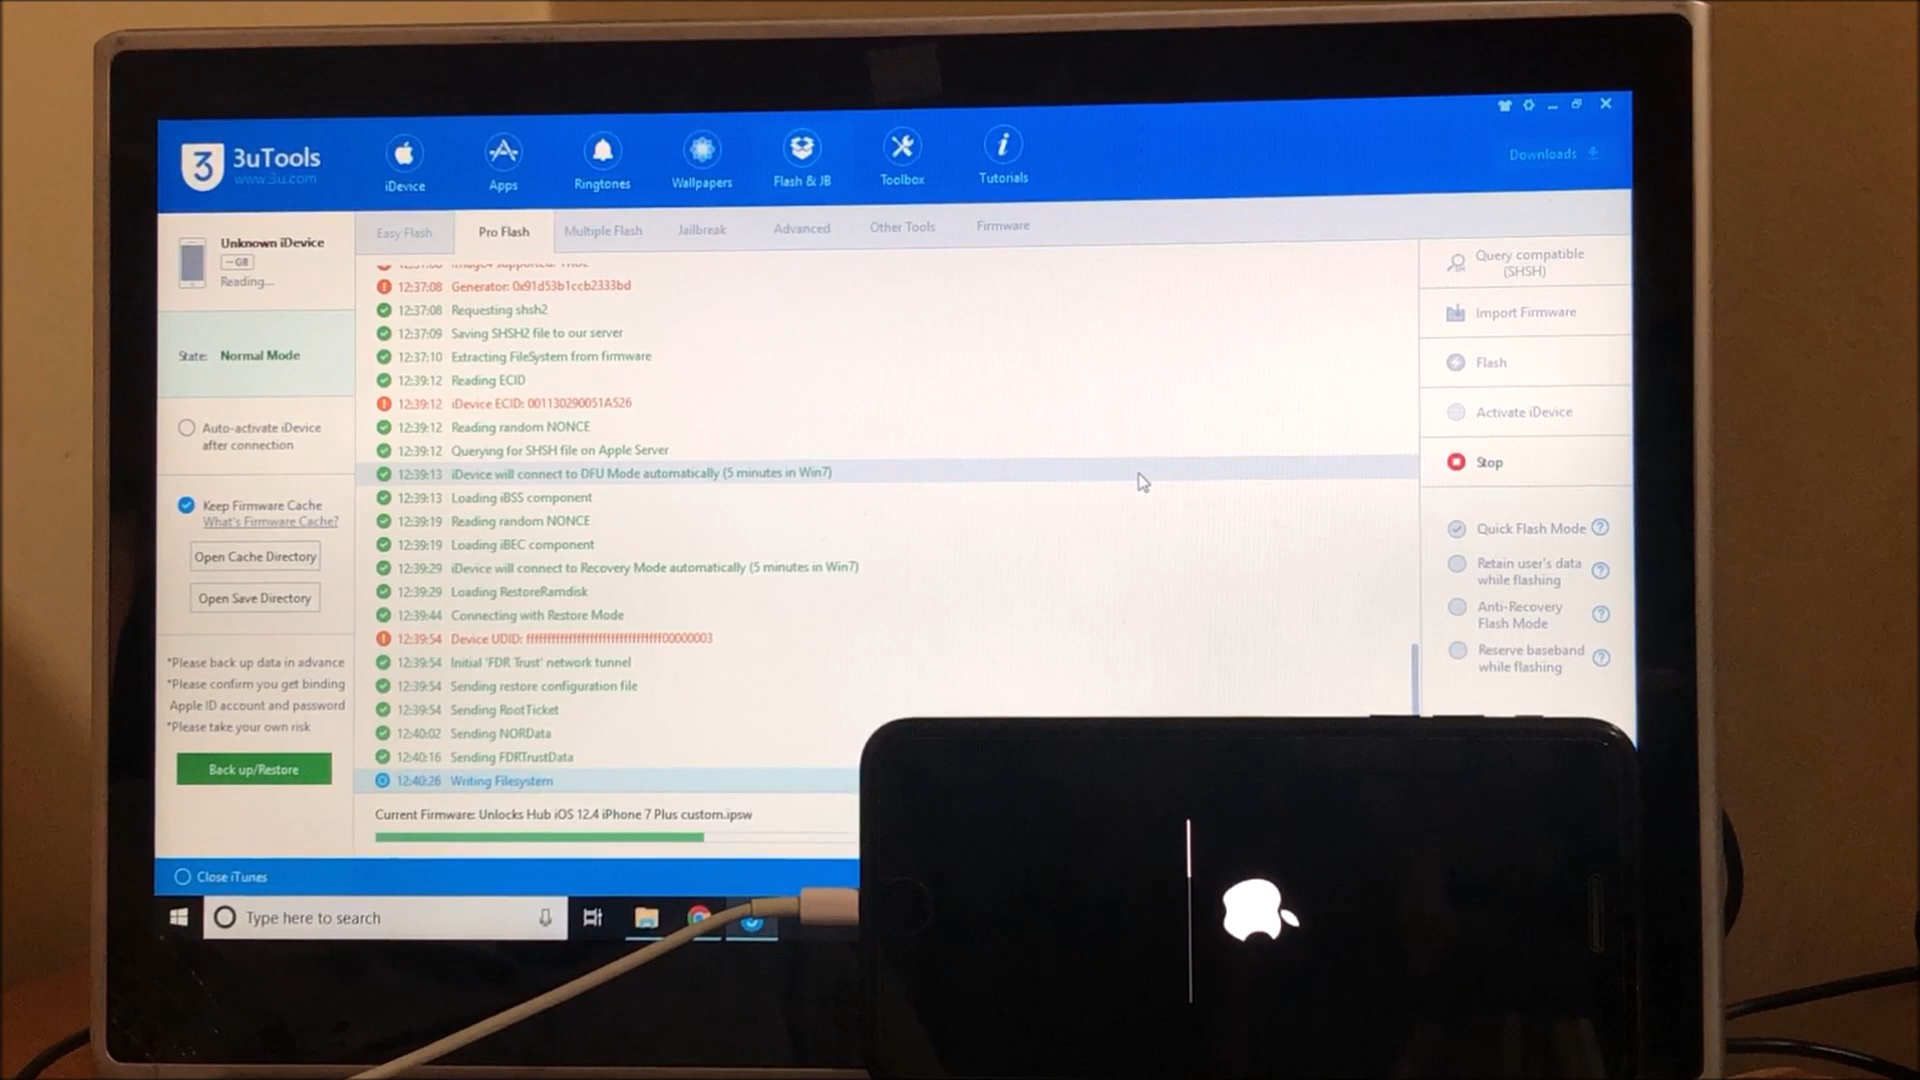 3 3uTools
www.3u.com
iDevice
Apps
Ringtones
Wallpapers
Flash & JB
Toolbox
Tutorials
Downloads
Easy Flash
Pro Flash
Multiple Flash
Jailbreak
Advanced
Other Tools
Firmware
Unknown iDevice
-- GB
Reading...
State: Normal Mode
Auto-activate iDevice
after connection
Keep Firmware Cache
What's Firmware Cache?
Open Cache Directory
Open Save Directory
*Please back up data in advance
*Please confirm you get binding
Apple ID account and password
*Please take your own risk
Back up/Restore
12:37:08 Generator: 0x91d53b1ccb2333bd
12:37:08 Requesting shsh2
12:37:09 Saving SHSH2 file to our server
12:37:10 Extracting FileSystem from firmware
12:39:12 Reading ECID
12:39:12 iDevice ECID: 001130290051A526
12:39:12 Reading random NONCE
12:39:12 Querying for SHSH file on Apple Server
12:39:13 iDevice will connect to DFU Mode automatically (5 minutes in Win7)
12:39:13 Loading iBSS component
12:39:19 Reading random NONCE
12:39:19 Loading iBEC component
12:39:29 iDevice will connect to Recovery Mode automatically (5 minutes in Win7)
12:39:29 Loading RestoreRamdisk
12:39:44 Connecting with Restore Mode
12:39:54 Device UDID:
12:39:54 Initial 'FDR Trust' network tunnel
12:39:54 Sending restore configuration file
12:39:54 Sending RootTicket
12:40:02 Sending NORData
12:40:16 Sending FDRTrustData
12:40:26 Writing Filesystem
Current Firmware: Unlocks Hub iOS 12.4 iPhone 7 Plus custom.ipsw
Query compatible
(SHSH)
Import Firmware
Flash
Activate iDevice
Stop
Quick Flash Mode ?
Retain user's data
while flashing ?
Anti-Recovery
Flash Mode ?
Reserve baseband
while flashing ?
Close iTunes
Type here to search